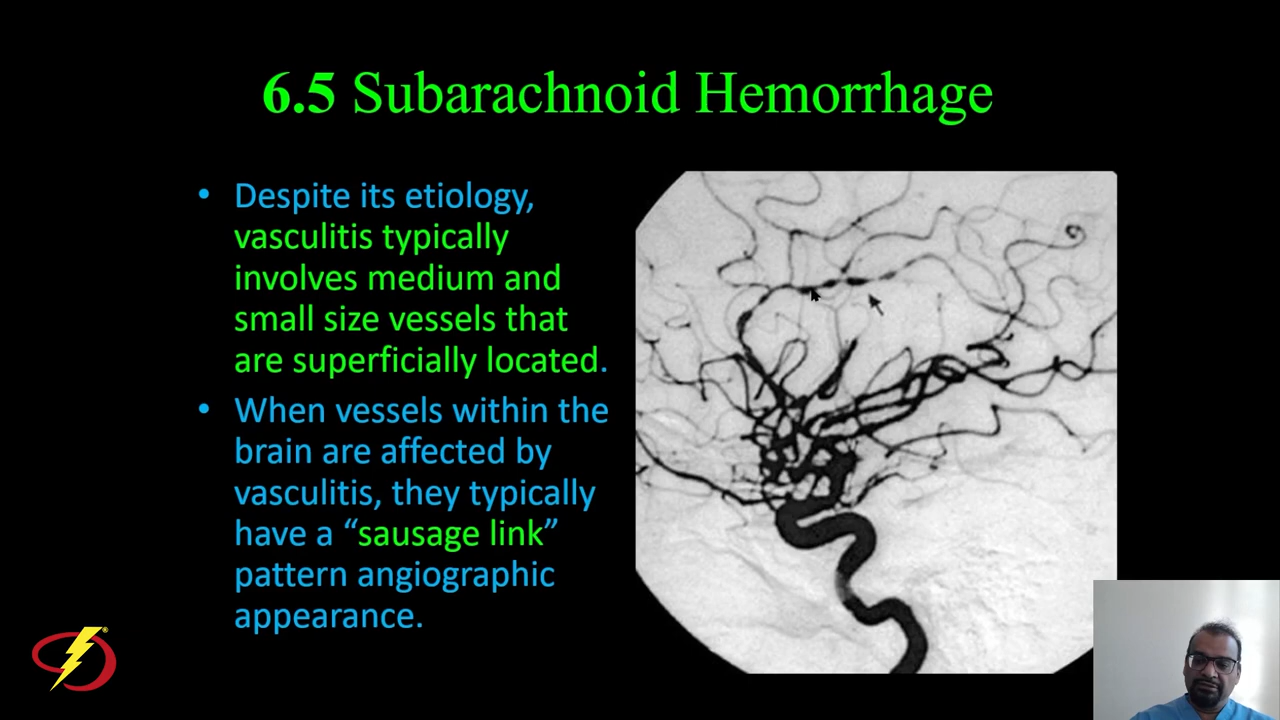 6.5 Subarachnoid Hemorrhage
• Despite its etiology,
vasculitis typically
involves medium and
small size vessels that
are superficially located.
• When vessels within the
brain are affected by
vasculitis, they typically
have a “sausage link”
pattern angiographic
appearance.